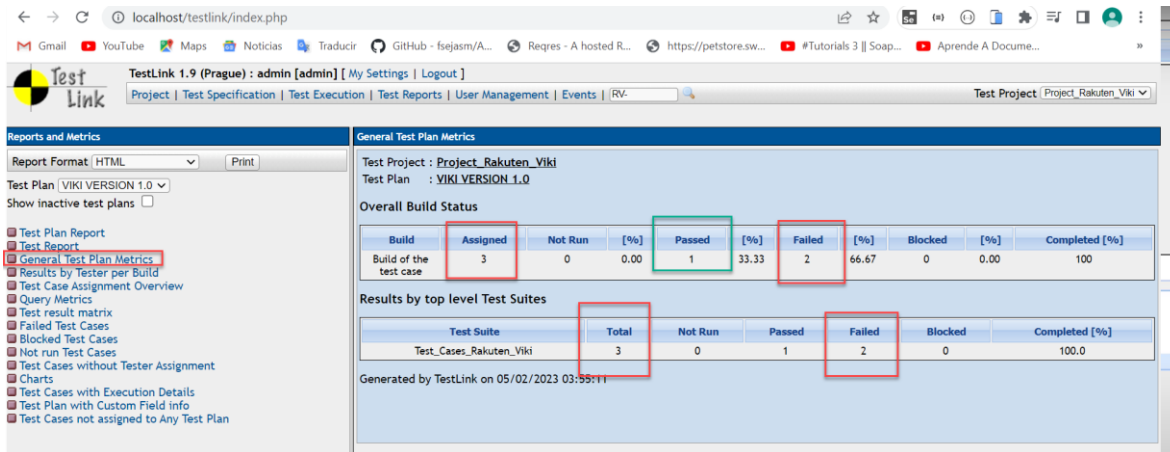 localhost/testlink/index.php
Gmail YouTube Maps Noticias Traducir GitHub - fsejasm/A... Reqres - A hosted R... https://petstore.sw... #Tutorials 3 || Soap... Aprende A Docume... »
Test Link
TestLink 1.9 (Prague) : admin [admin] [ My Settings | Logout ]
Project | Test Specification | Test Execution | Test Reports | User Management | Events | RV-
Test Project Project_Rakuten_Viki
Reports and Metrics
Report Format HTML Print
Test Plan VIKI VERSION 1.0
Show inactive test plans
Test Plan Report
Test Report
General Test Plan Metrics
Results by Tester per Build
Test Case Assignment Overview
Query Metrics
Test result matrix
Failed Test Cases
Blocked Test Cases
Not run Test Cases
Test Cases without Tester Assignment
Charts
Test Cases with Execution Details
Test Plan with Custom Field info
Test Cases not assigned to Any Test Plan
General Test Plan Metrics
Test Project : Project_Rakuten_Viki
Test Plan : VIKI VERSION 1.0
Overall Build Status
Build Assigned Not Run [%] Passed [%] Failed [%] Blocked [%] Completed [%]
Build of the test case 3 0 0.00 1 33.33 2 66.67 0 0.00 100
Results by top level Test Suites
Test Suite Total Not Run Passed Failed Blocked Completed [%]
Test_Cases_Rakuten_Viki 3 0 1 2 0 100.0
Generated by TestLink on 05/02/2023 03:55:11